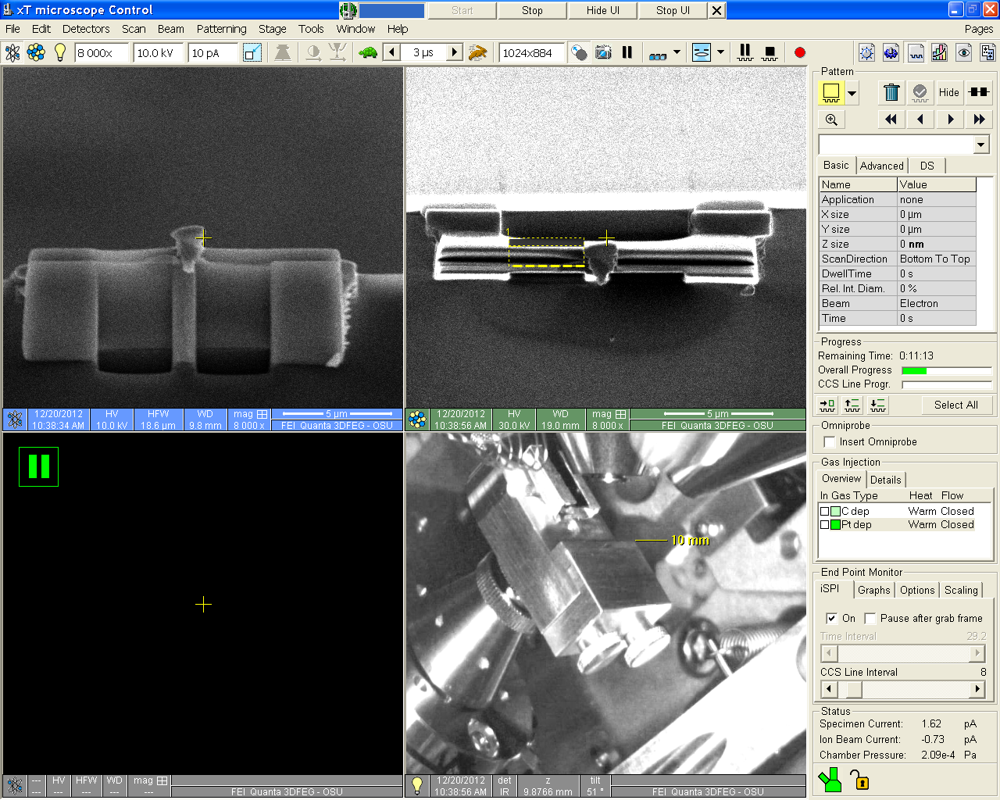 xT microscope Control
Start
Stop
Hide UI
Stop UI
File Edit Detectors Scan Beam Patterning Stage Tools Window Help
Pages
8 000x
10.0 kV
10 pA
3 µs
1024x884
1
12/20/2012
10:38:34 AM
HV
10.0 kV
HFW
18.6 µm
WD
9.8 mm
mag
8 000 x
5 µm
FEI Quanta 3DFEG - OSU
12/20/2012
10:38:56 AM
HV
30.0 kV
WD
19.0 mm
mag
8 000 x
5 µm
FEI Quanta 3DFEG - OSU
---
---
HV
---
HFW
---
WD
---
mag
---
FEI Quanta 3DFEG - OSU
10 mm
12/20/2012
10:38:56 AM
det
IR
z
9.8766 mm
tilt
51 °
FEI Quanta 3DFEG - OSU
Pattern
Hide
Basic Advanced DS
Name Value
Application none
X size 0 µm
Y size 0 µm
Z size 0 nm
ScanDirection Bottom To Top
DwellTime 0 s
Rel. Int. Diam. 0 %
Beam Electron
Time 0 s
Progress
Remaining Time: 0:11:13
Overall Progress
CCS Line Progr.
Select All
Omniprobe
Insert Omniprobe
Gas Injection
Overview Details
In Gas Type Heat Flow
C dep Warm Closed
Pt dep Warm Closed
End Point Monitor
iSPI Graphs Options Scaling
On Pause after grab frame
Time Interval 29.2
CCS Line Interval 8
Status
Specimen Current: 1.62 pA
Ion Beam Current: -0.73 pA
Chamber Pressure: 2.09e-4 Pa